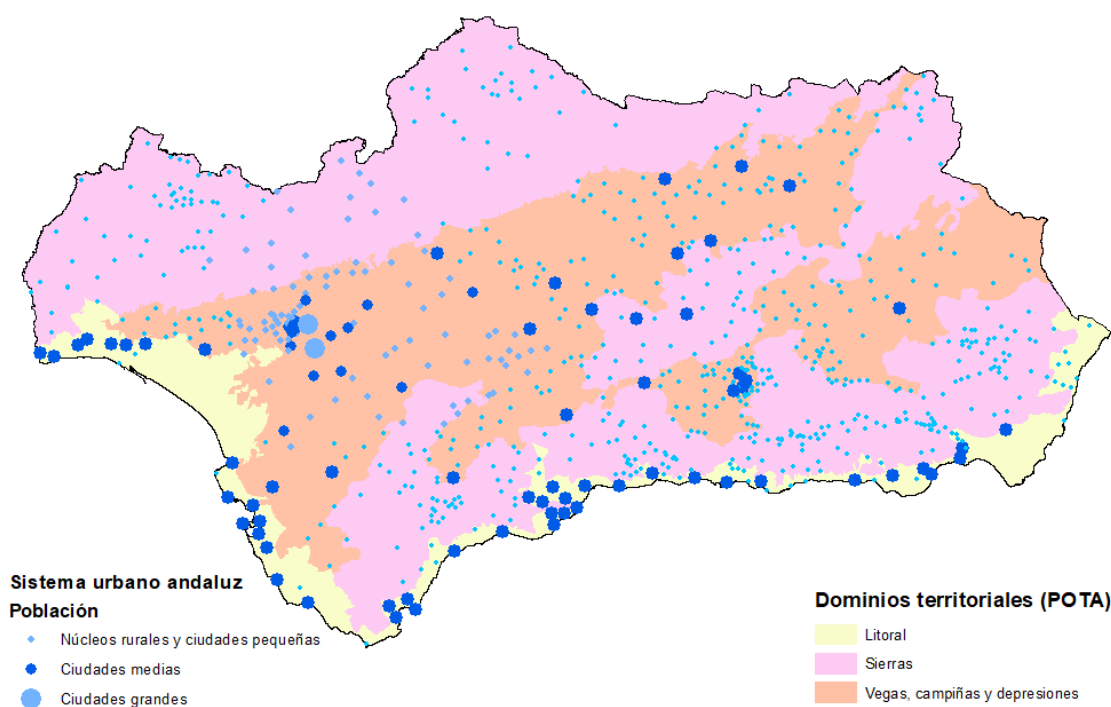 Sistema urbano andaluz
Población
Núcleos rurales y ciudades pequeñas
Ciudades medias
Ciudades grandes
Dominios territoriales (POTA)
Litoral
Sierras
Vegas, campiñas y depresiones